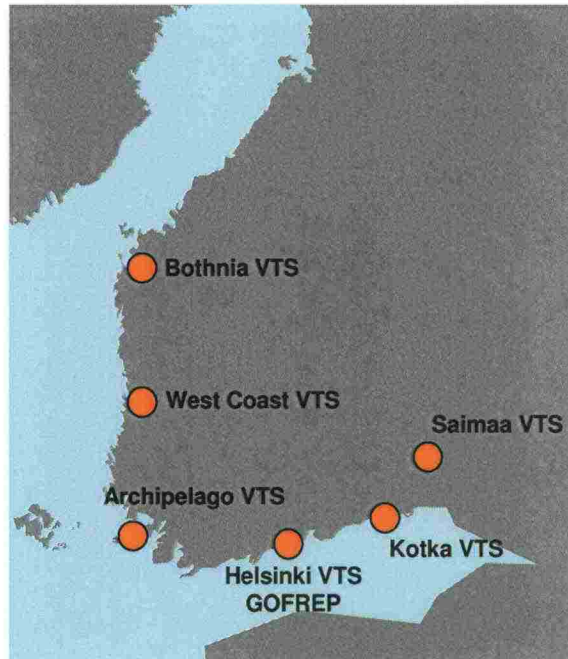 Bothnia VTS
West Coast VTS
Saimaa VTS
Archipelago VTS
Kotka VTS
Helsinki VTS
GOFREP